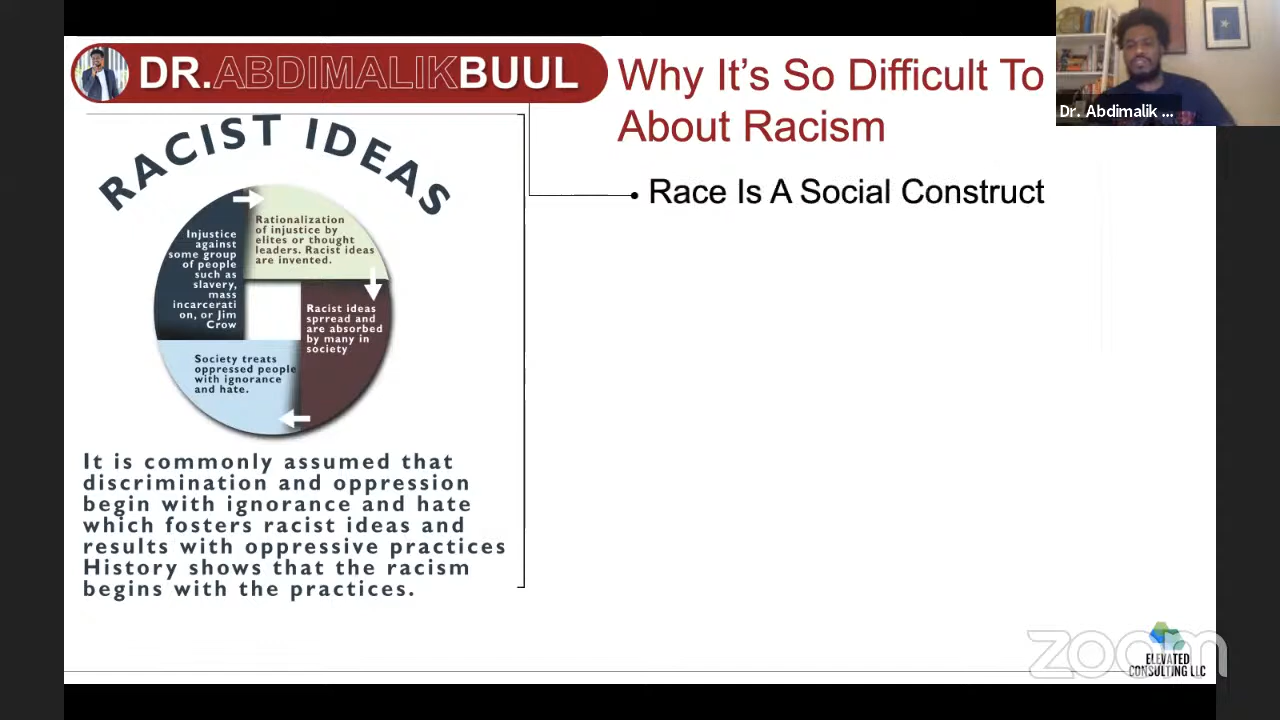 DR.ABDIMALIKBUUL
Why It's So Difficult To
About Racism
Dr. Abdimalik ...
RACIST IDEAS
Race Is A Social Construct
Rationalization
of injustice by
elites or thought
leaders. Racist ideas
are invented.
Injustice
against
some group
of people
such as
slavery,
mass
incarcerati
on, or Jim
Crow
Racist ideas
sprread and
are absorbed
by many in
society
Society treats
oppressed people
with ignorance
and hate.
It is commonly assumed that
discrimination and oppression
begin with ignorance and hate
which fosters racist ideas and
results with oppressive practices
History shows that the racism
begins with the practices.
zoom
ELEVATED
CONSULTING LLC